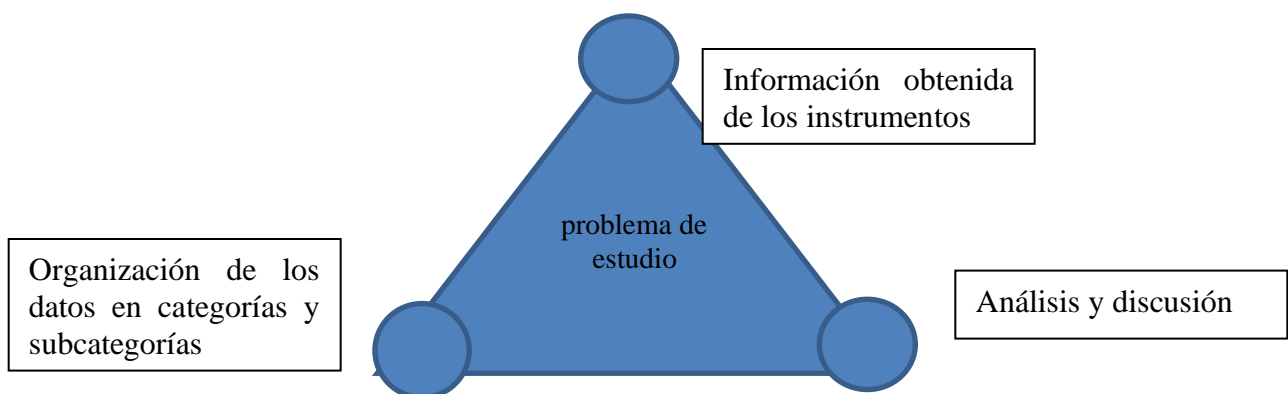 Información obtenida
de los instrumentos
problema de
estudio
Organización de los
datos en categorías y
subcategorías
Análisis y discusión